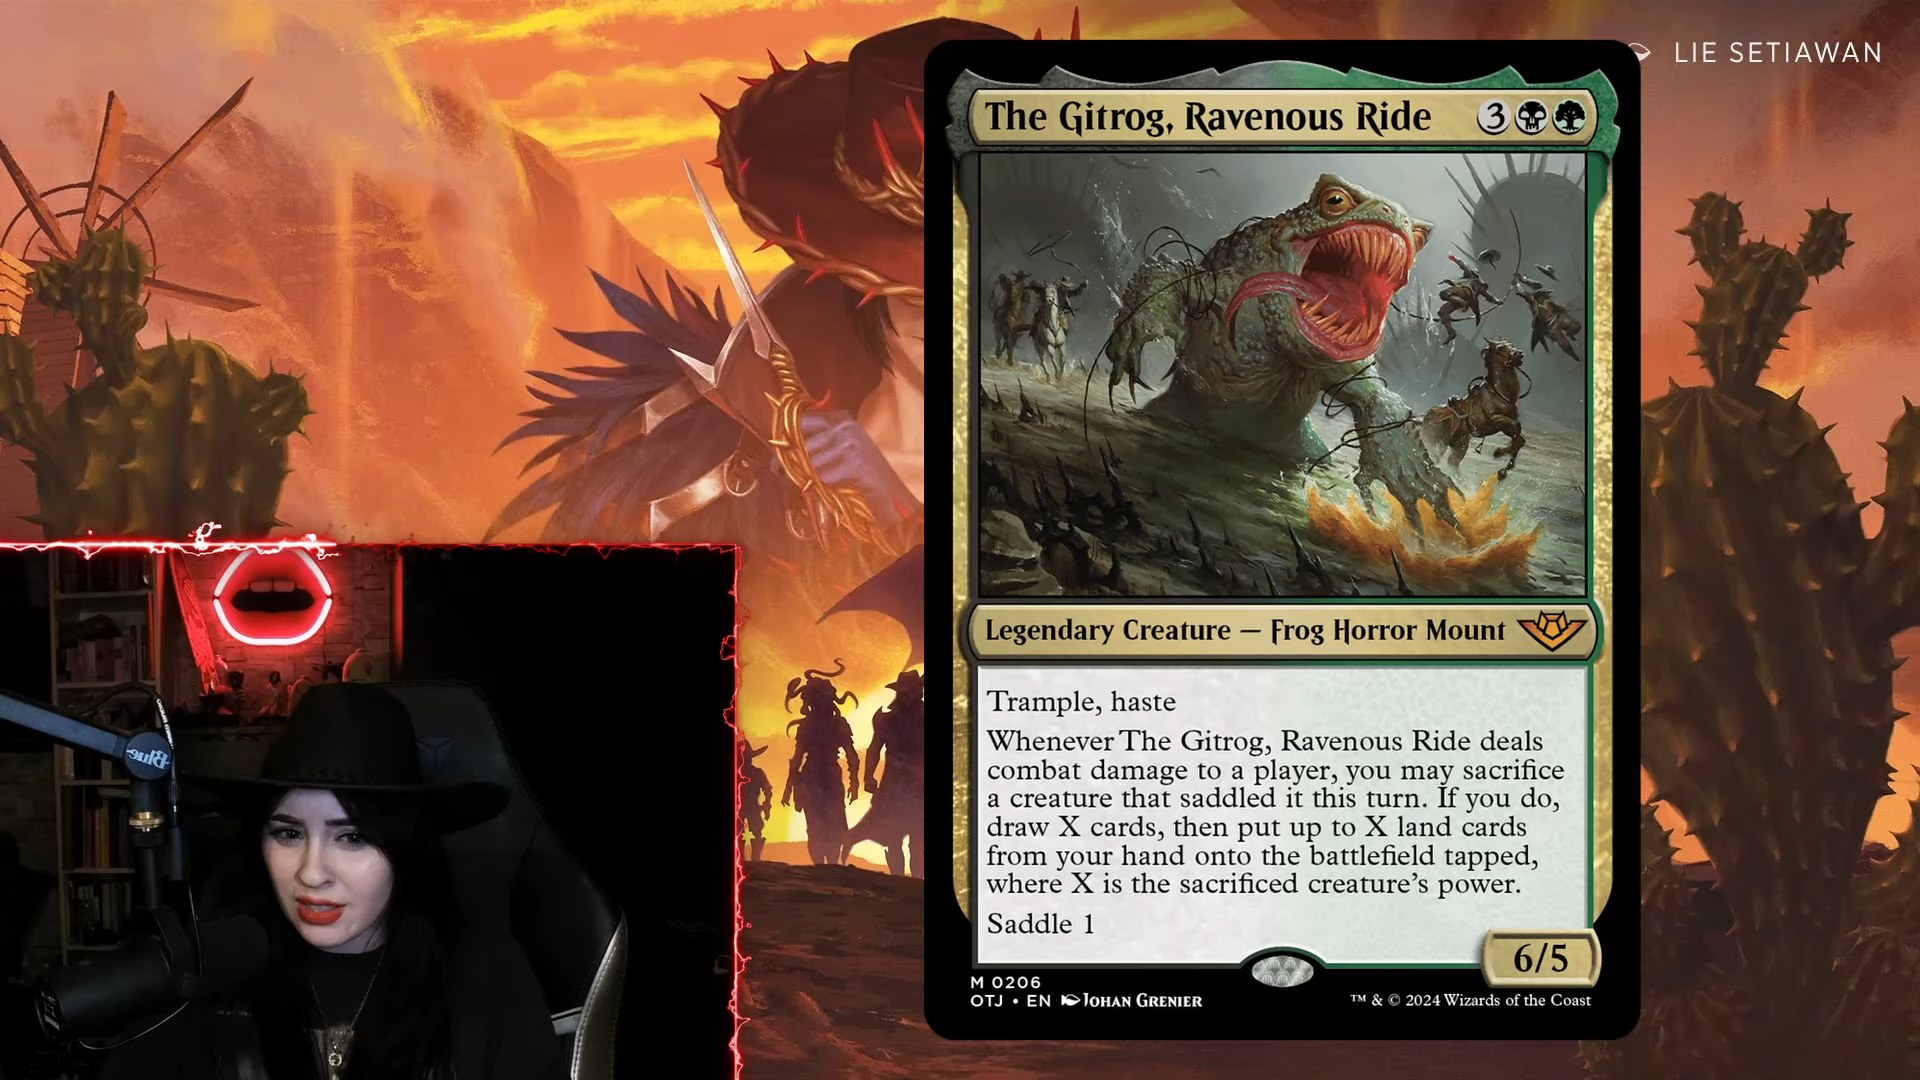 LIE SETIAWAN
The Gitrog, Ravenous Ride 3
Legendary Creature — Frog Horror Mount
Trample, haste
Whenever The Gitrog, Ravenous Ride deals
combat damage to a player, you may sacrifice
a creature that saddled it this turn. If you do,
draw X cards, then put up to X land cards
from your hand onto the battlefield tapped,
where X is the sacrificed creature's power.
Saddle 1
6/5
M 0206
OTJ • EN Johan Grenier
™ & © 2024 Wizards of the Coast
Blue